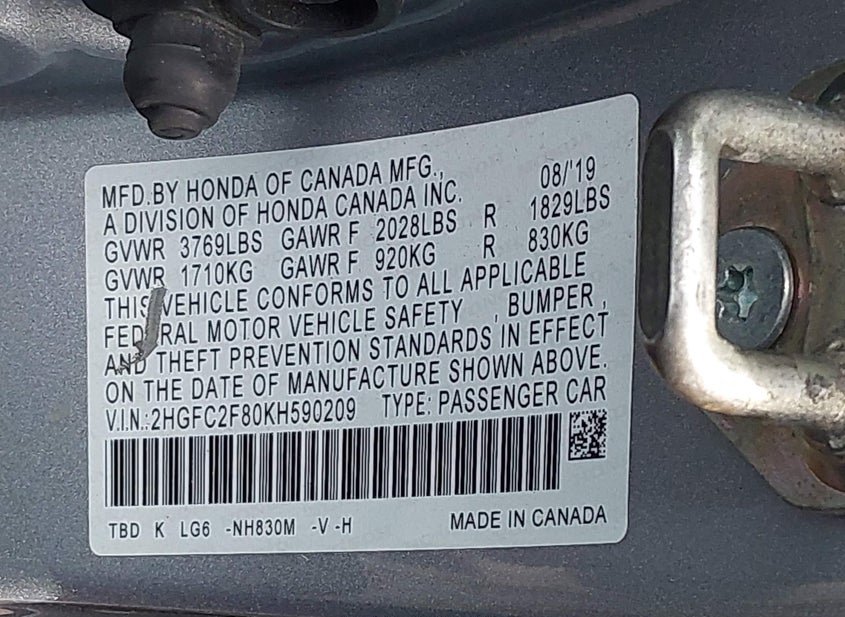 MFD.BY HONDA OF CANADA MFG., 08/'19
A DIVISION OF HONDA CANADA INC.
GVWR 3769LBS GAWR F 2028LBS R 1829LBS
GVWR 1710KG GAWR F 920KG R 830KG
THIS VEHICLE CONFORMS TO ALL APPLICABLE
FEDERAL MOTOR VEHICLE SAFETY , BUMPER ,
AND THEFT PREVENTION STANDARDS IN EFFECT
ON THE DATE OF MANUFACTURE SHOWN ABOVE.
V.I.N.:2HGFC2F80KH590209 TYPE: PASSENGER CAR
TBD K LG6 -NH830M -V -H MADE IN CANADA